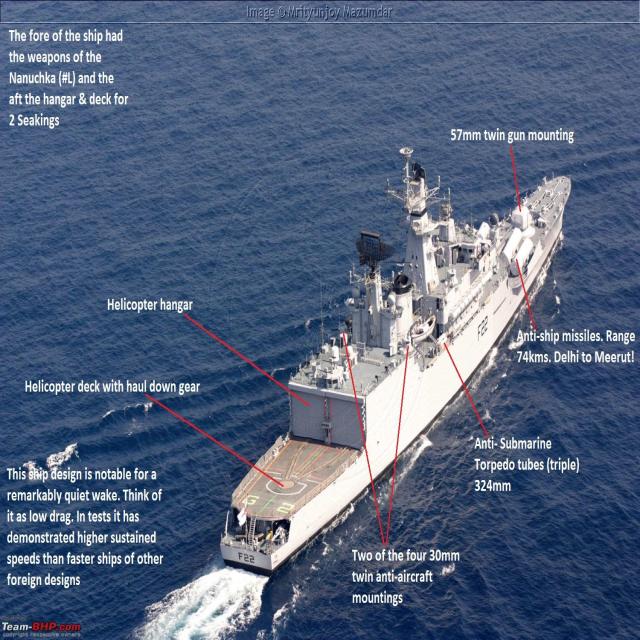 Image © Mrityunjoy Mazumdar
The fore of the ship had
the weapons of the
Nanuchka (#L) and the
aft the hangar & deck for
2 Seakings
57mm twin gun mounting
Helicopter hangar
F22
Anti-ship missiles. Range
74kms. Delhi to Meerut!
Helicopter deck with haul down gear
Anti- Submarine
Torpedo tubes (triple)
324mm
This ship design is notable for a
remarkably quiet wake. Think of
it as low drag. In tests it has
demonstrated higher sustained
speeds than faster ships of other
foreign designs
F22
Two of the four 30mm
twin anti-aircraft
mountings
Team-BHP.com
copyright respective owners